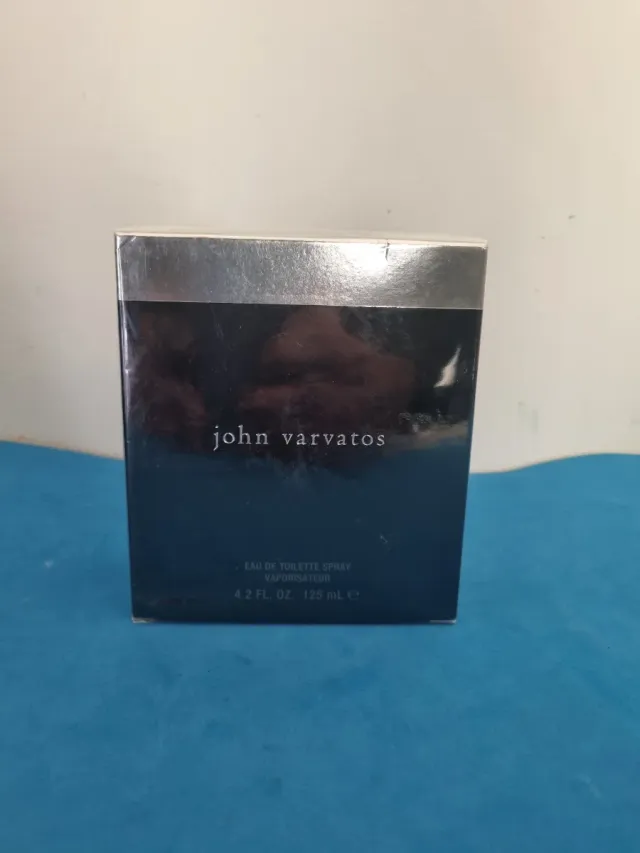 john varvatos
EAU DE TOILETTE SPRAY
VAPORISATEUR
4.2 FL. OZ. 125 mL ℮